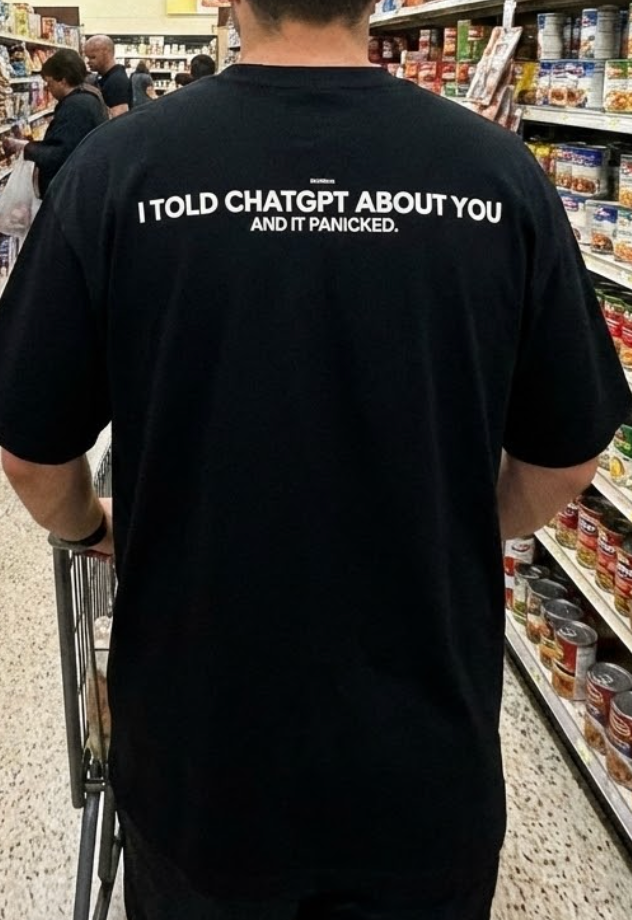 I TOLD CHATGPT ABOUT YOU
AND IT PANICKED.